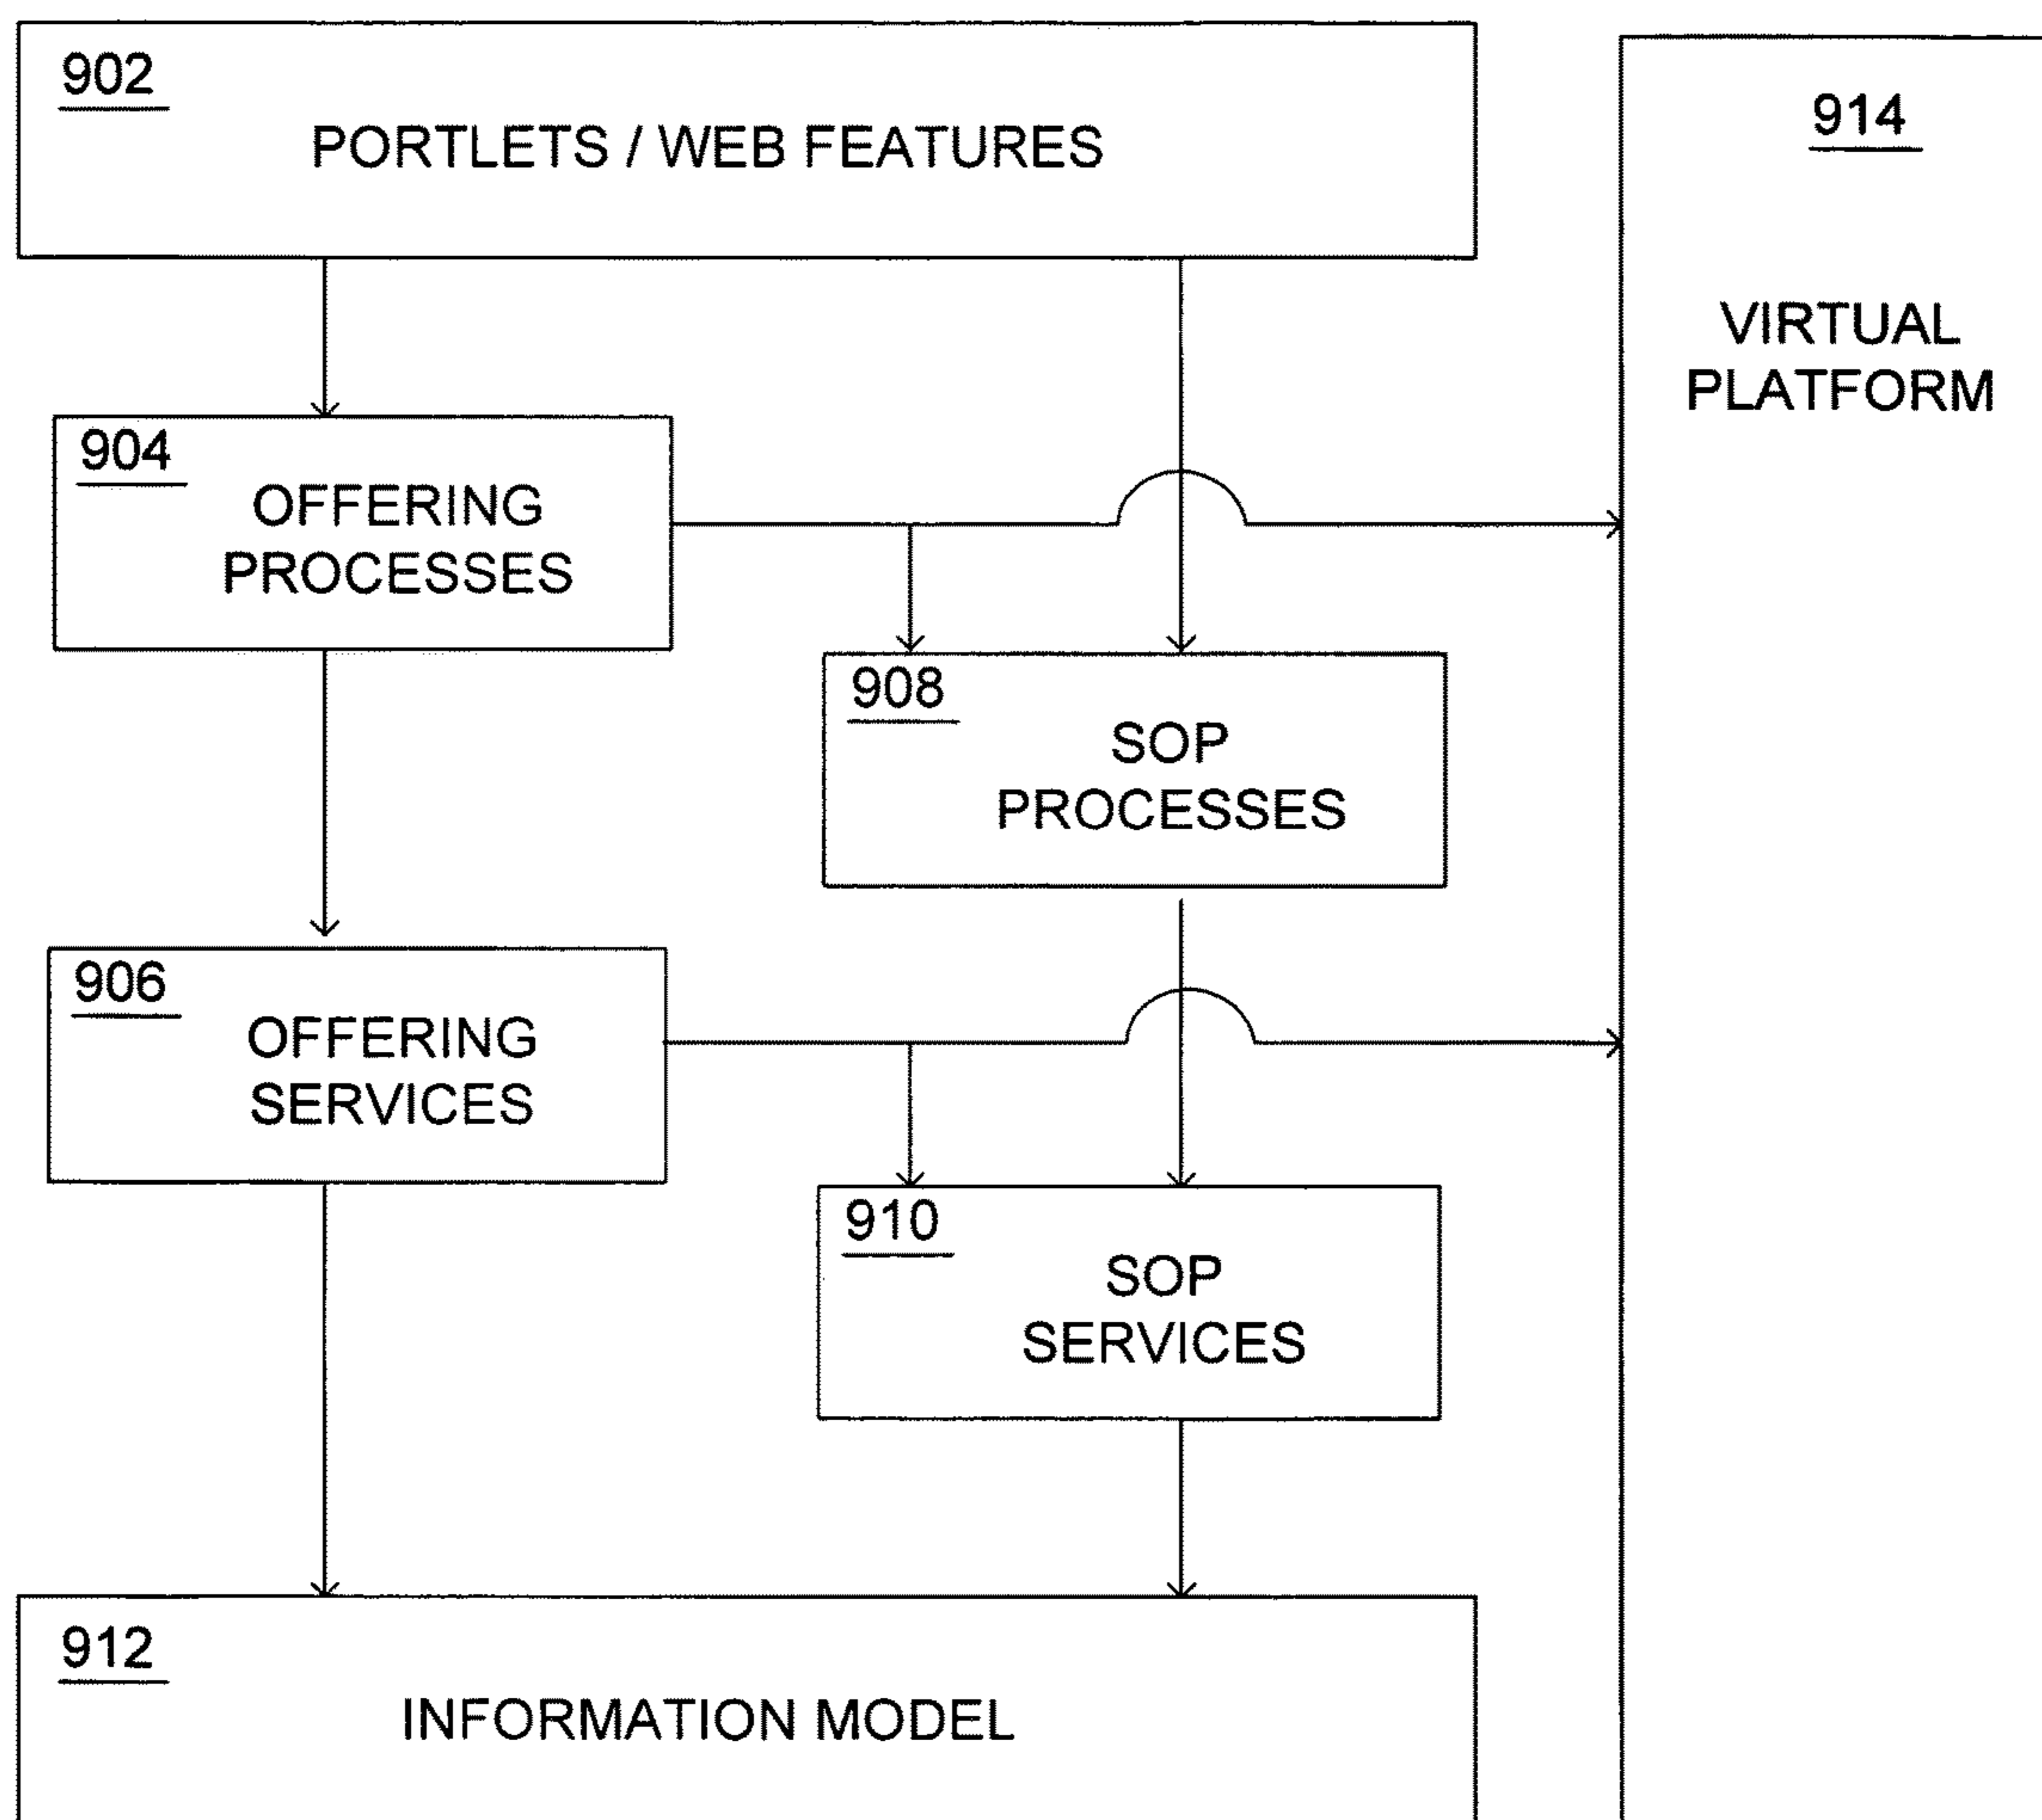 902
PORTLETS / WEB FEATURES
914
VIRTUAL
PLATFORM
904
OFFERING
PROCESSES
908
SOP
PROCESSES
906
OFFERING
SERVICES
910
SOP
SERVICES
912
INFORMATION MODEL